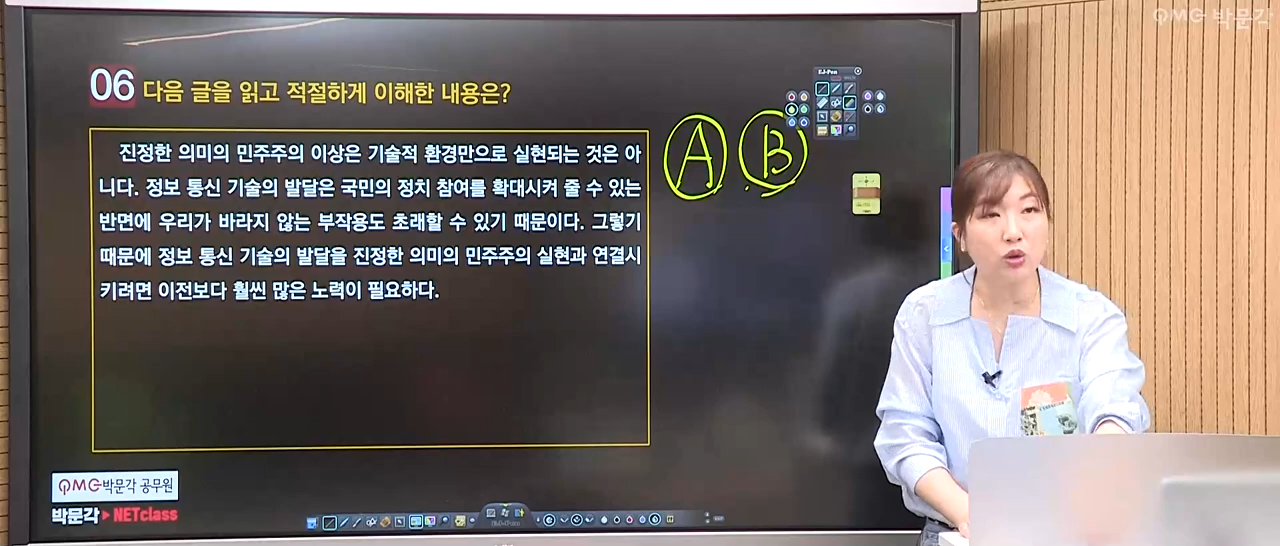 QMG 박문각
06 다음 글을 읽고 적절하게 이해한 내용은?
진정한 의미의 민주주의 이상은 기술적 환경만으로 실현되는 것은 아
니다. 정보 통신 기술의 발달은 국민의 정치 참여를 확대시켜 줄 수 있는
반면에 우리가 바라지 않는 부작용도 초래할 수 있기 때문이다. 그렇기
때문에 정보 통신 기술의 발달을 진정한 의미의 민주주의 실현과 연결시
키려면 이전보다 훨씬 많은 노력이 필요하다.
A B
EJ-Pen
QMG박문각 공무원
박문각 NETclass